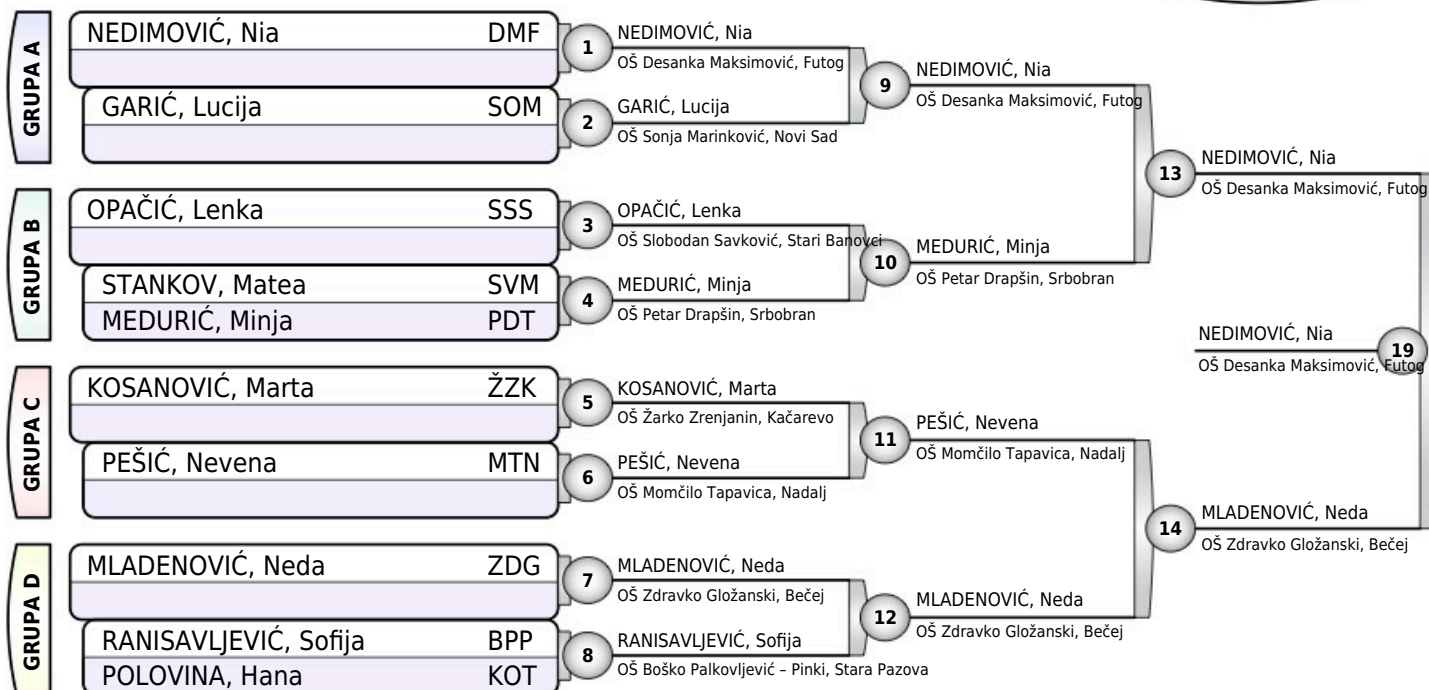 GRUPA A
NEDIMOVIĆ, Nia DMF
GARIĆ, Lucija SOM
GRUPA B
OPAČIĆ, Lenka SSS
STANKOV, Matea SVM
MEDURIĆ, Minja PDT
GRUPA C
KOSANOVIĆ, Marta ŽZK
PEŠIĆ, Nevena MTN
GRUPA D
MLADENOVIĆ, Neda ZDG
RANISAVLJEVIĆ, Sofija BPP
POLOVINA, Hana KOT
1
NEDIMOVIĆ, Nia
OŠ Desanka Maksimović, Futog
2
GARIĆ, Lucija
OŠ Sonja Marinković, Novi Sad
3
OPAČIĆ, Lenka
OŠ Slobodan Savković, Stari Banovci
4
MEDURIĆ, Minja
OŠ Petar Drapšin, Srbobran
5
KOSANOVIĆ, Marta
OŠ Žarko Zrenjanin, Kačarevo
6
PEŠIĆ, Nevena
OŠ Momčilo Tapavica, Nadalj
7
MLADENOVIĆ, Neda
OŠ Zdravko Gložanski, Bečej
8
RANISAVLJEVIĆ, Sofija
OŠ Boško Palkovljević – Pinki, Stara Pazova
9
NEDIMOVIĆ, Nia
OŠ Desanka Maksimović, Futog
10
MEDURIĆ, Minja
OŠ Petar Drapšin, Srbobran
11
PEŠIĆ, Nevena
OŠ Momčilo Tapavica, Nadalj
12
MLADENOVIĆ, Neda
OŠ Zdravko Gložanski, Bečej
13
NEDIMOVIĆ, Nia
OŠ Desanka Maksimović, Futog
14
MLADENOVIĆ, Neda
OŠ Zdravko Gložanski, Bečej
19
NEDIMOVIĆ, Nia
OŠ Desanka Maksimović, Futog